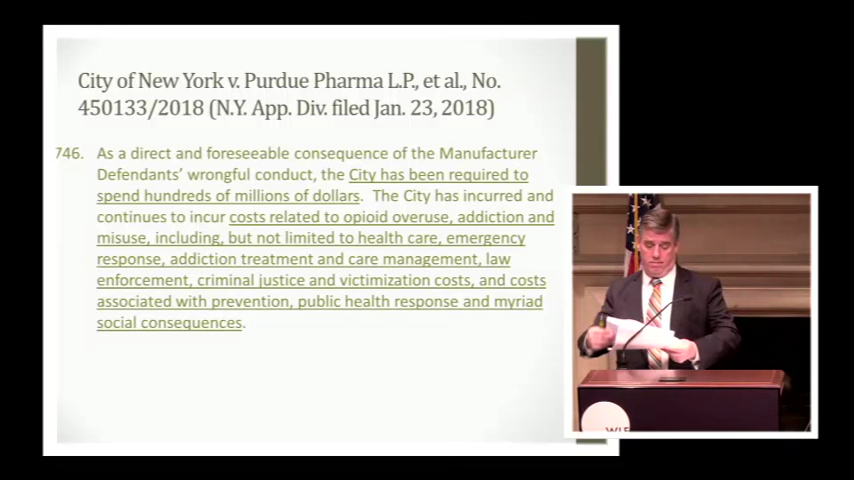 City of New York v. Purdue Pharma L.P., et al., No.
450133/2018 (N.Y. App. Div. filed Jan. 23, 2018)
746. As a direct and foreseeable consequence of the Manufacturer
Defendants' wrongful conduct, the City has been required to
spend hundreds of millions of dollars. The City has incurred and
continues to incur costs related to opioid overuse, addiction and
misuse, including, but not limited to health care, emergency
response, addiction treatment and care management, law
enforcement, criminal justice and victimization costs, and costs
associated with prevention, public health response and myriad
social consequences.